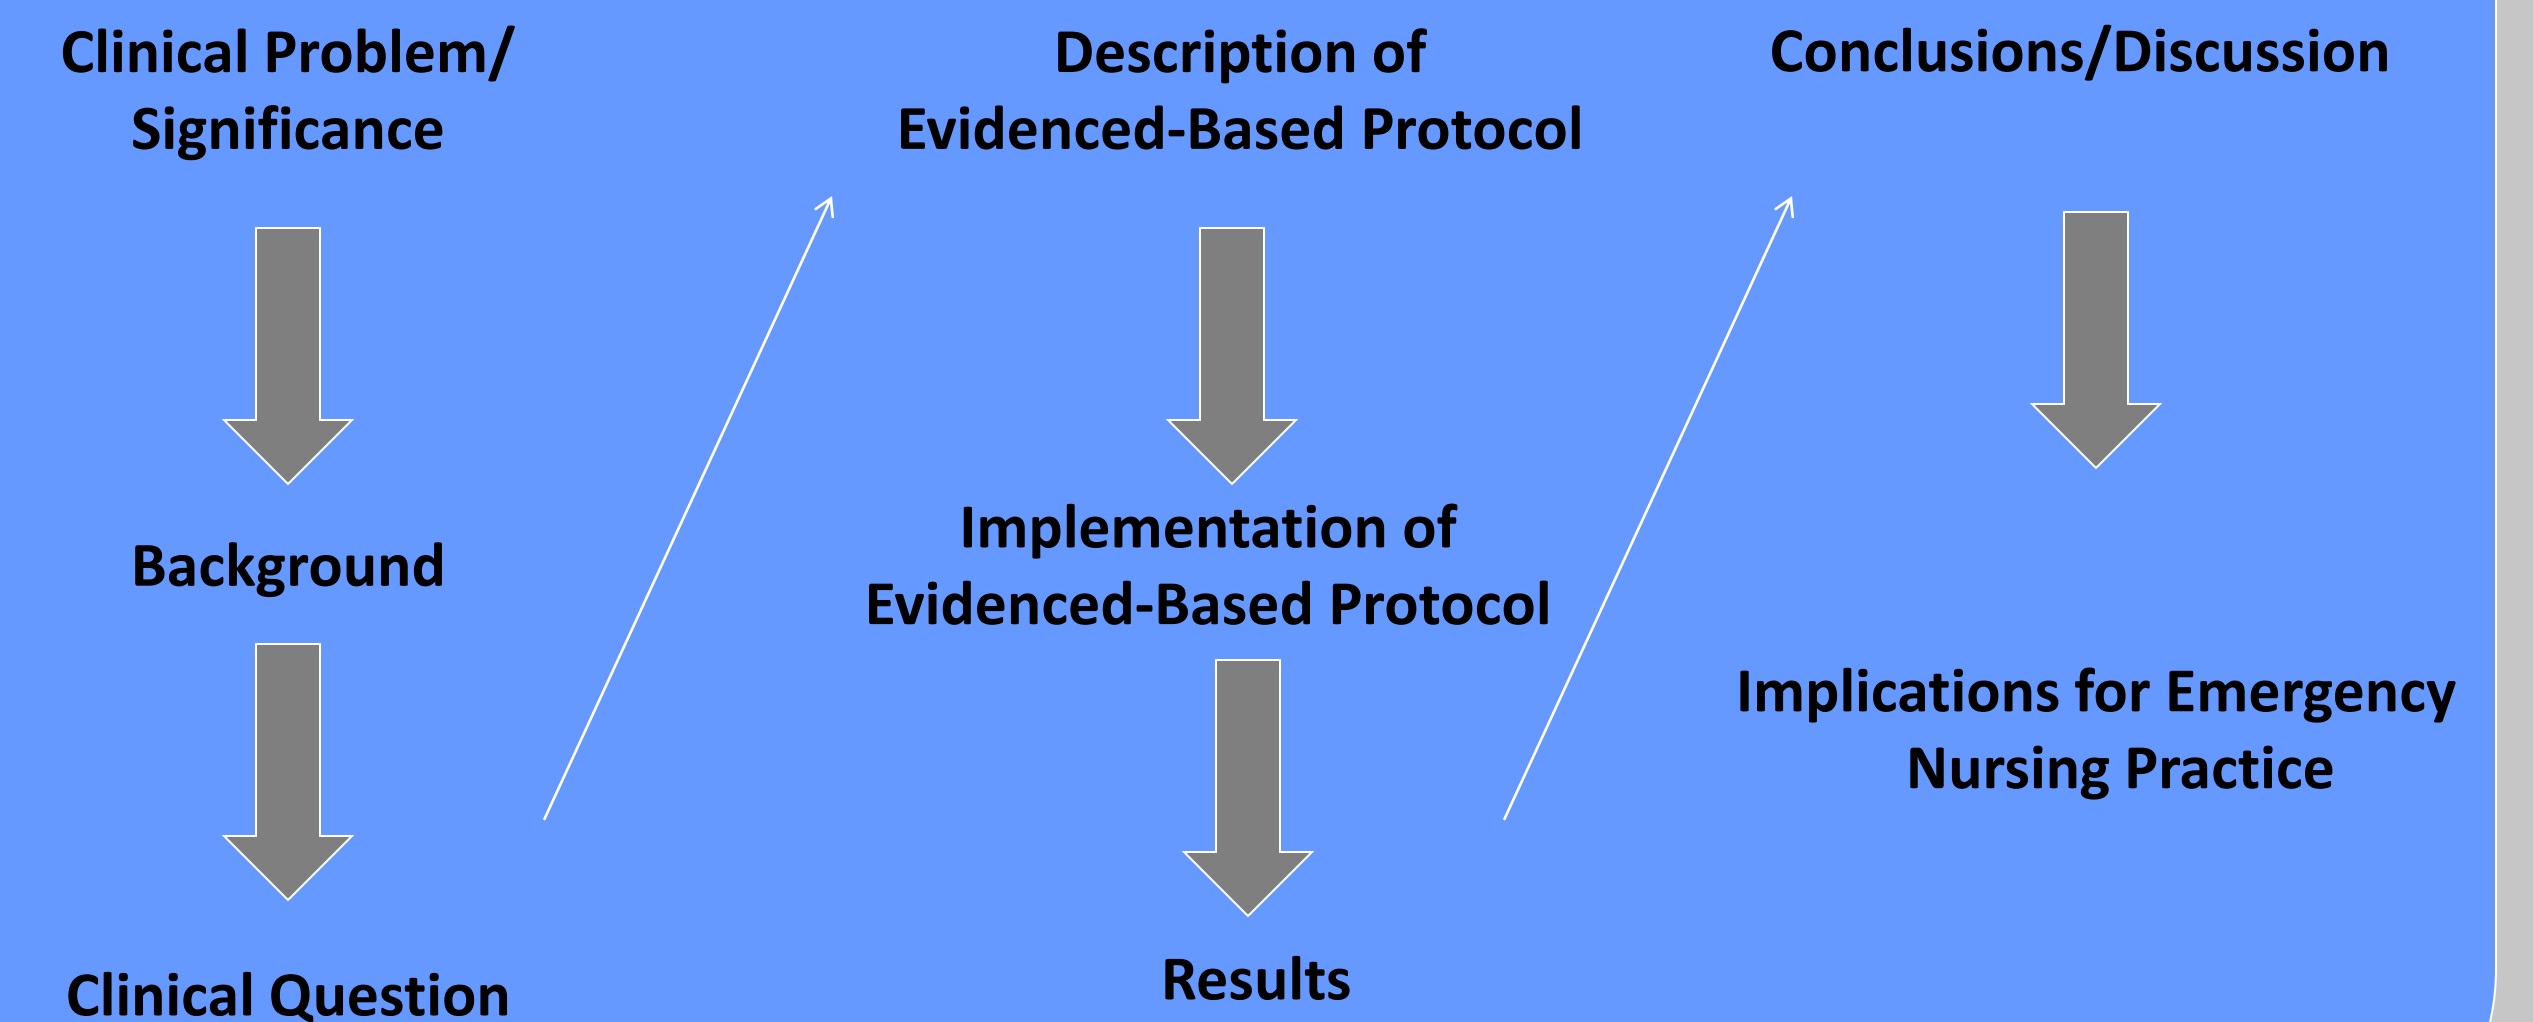 Clinical Problem/
Significance
Background
Clinical Question
Description of
Evidenced-Based Protocol
Implementation of
Evidenced-Based Protocol
Results
Conclusions/Discussion
Implications for Emergency
Nursing Practice